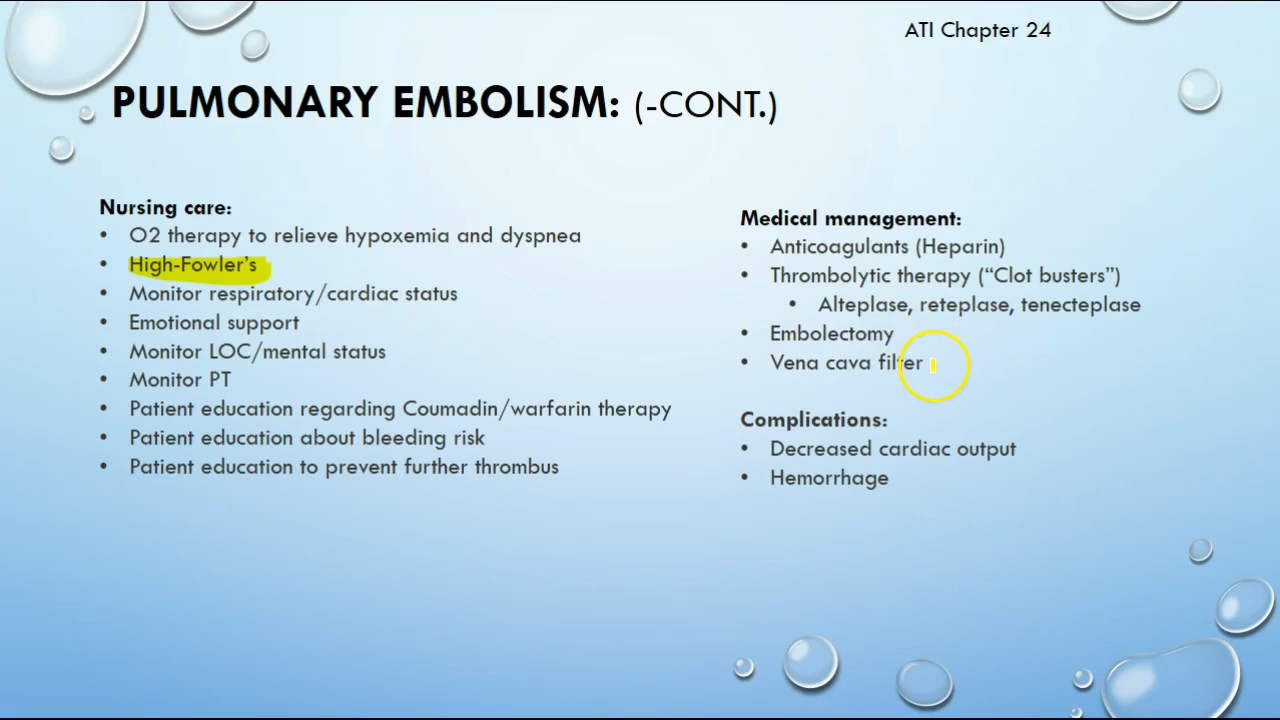 ATI Chapter 24
PULMONARY EMBOLISM: (-CONT.)
Nursing care:
• O2 therapy to relieve hypoxemia and dyspnea
• High-Fowler's
• Monitor respiratory/cardiac status
• Emotional support
• Monitor LOC/mental status
• Monitor PT
• Patient education regarding Coumadin/warfarin therapy
• Patient education about bleeding risk
• Patient education to prevent further thrombus
Medical management:
• Anticoagulants (Heparin)
• Thrombolytic therapy (“Clot busters”)
• Alteplase, reteplase, tenecteplase
• Embolectomy
• Vena cava filter
Complications:
• Decreased cardiac output
• Hemorrhage